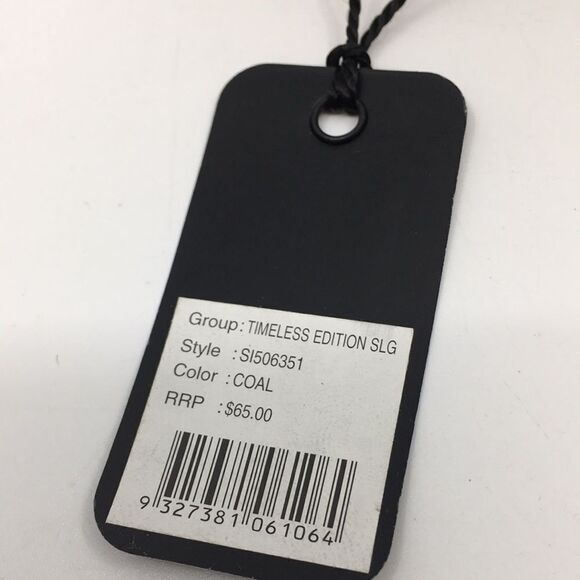 Group: TIMELESS EDITION SLG
Style : SI506351
Color : COAL
RRP : $65.00
9 327381 061064